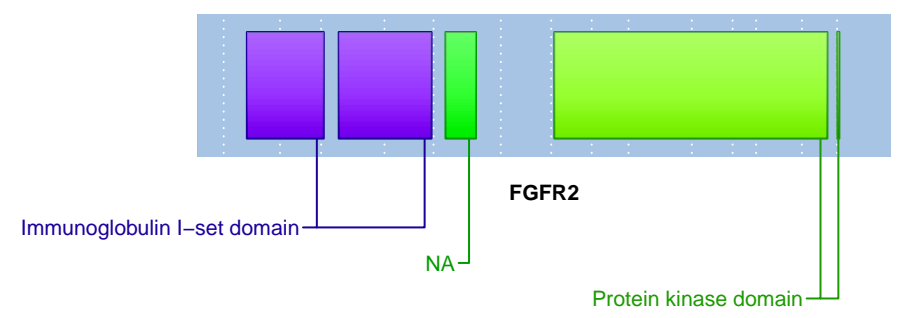 FGFR2
Immunoglobulin I−set domain
NA
Protein kinase domain